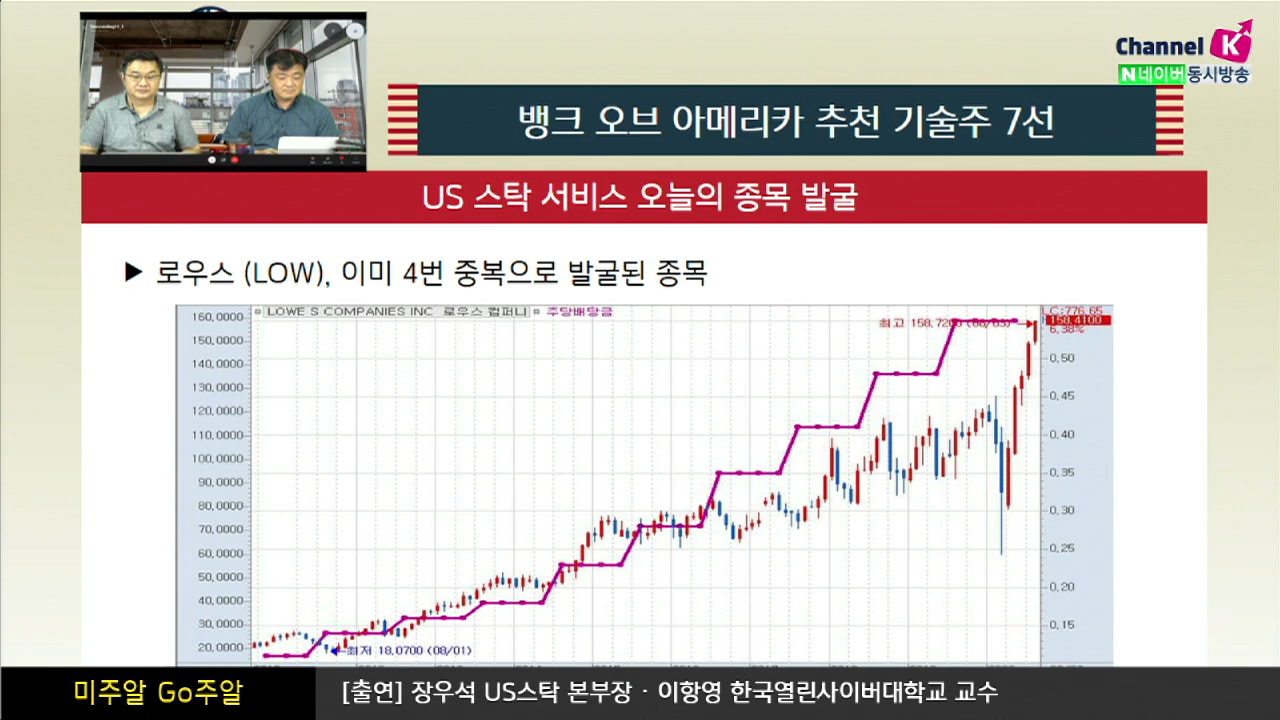 Channel K
N 네이버 동시방송
뱅크 오브 아메리카 추천 기술주 7선
US 스탁 서비스 오늘의 종목 발굴
▶ 로우스 (LOW), 이미 4번 중복으로 발굴된 종목
LOWE S COMPANIES INC 로우스 컴퍼니 주당배당금
LC:776.65
158.4100
6.38%
최고 158.7200 (08/03)
160.0000
150.0000
140.0000
130.0000
120.0000
110.0000
100.0000
90.0000
80.0000
70.0000
60.0000
50.0000
40.0000
30.0000
20.0000
0.50
0.45
0.40
0.35
0.30
0.25
0.20
0.15
최저 18.0700 (08/01)
미주알 Go주알
[출연] 장우석 US스탁 본부장 · 이항영 한국열린사이버대학교 교수